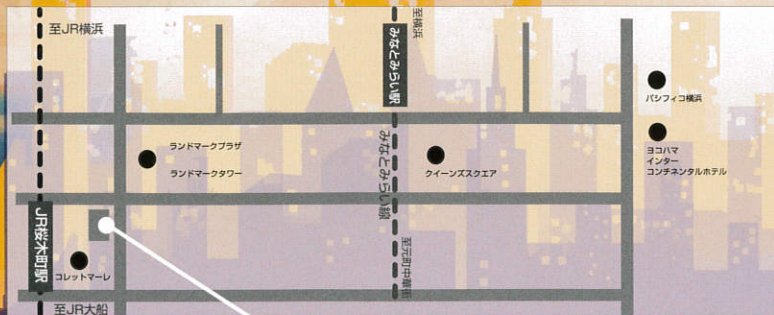 至JR横浜
至横浜
みなとみらい駅
パシフィコ横浜
ランドマークプラザ
ランドマークタワー
みなとみらい線
クイーンズスクエア
ヨコハマ
インター
コンチネンタルホテル
JR桜木町駅
コレットマーレ
至元町中華街
至JR大船